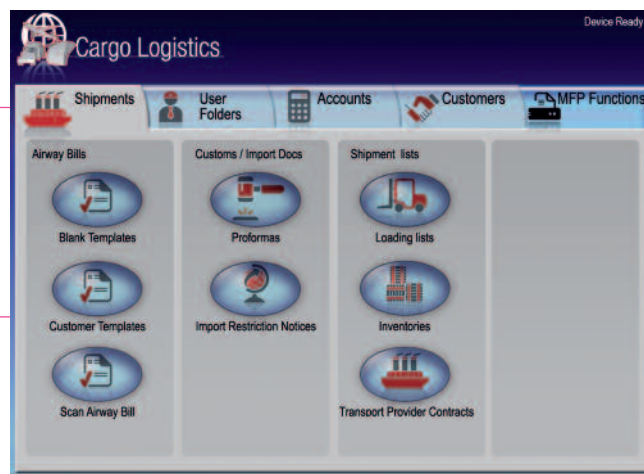 Device Ready
Cargo Logistics
Shipments
User
Folders
Accounts
Customers
MFP Functions
Airway Bills
Blank Templates
Customer Templates
Scan Airway Bill
Customs / Import Docs
Proformas
Import Restriction Notices
Shipment lists
Loading lists
Inventories
Transport Provider Contracts